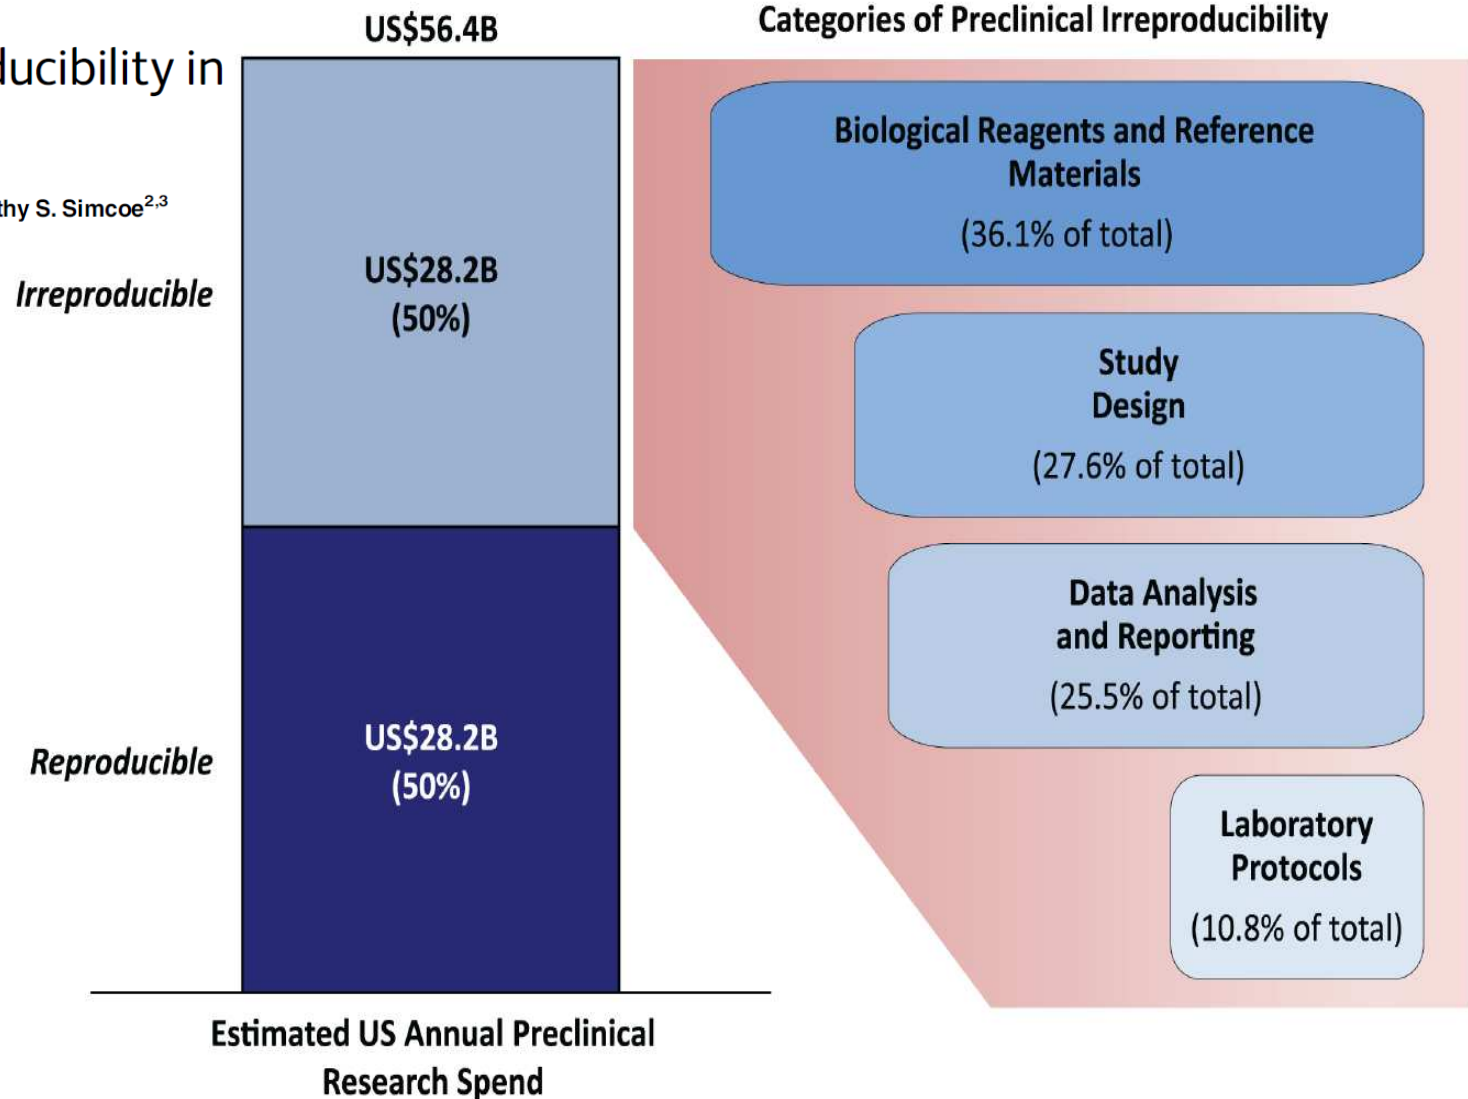 ducibility in
thy S. Simcoe2,3
US$56.4B
Irreproducible
US$28.2B
(50%)
Reproducible
US$28.2B
(50%)
Estimated US Annual Preclinical
Research Spend
Categories of Preclinical Irreproducibility
Biological Reagents and Reference
Materials
(36.1% of total)
Study
Design
(27.6% of total)
Data Analysis
and Reporting
(25.5% of total)
Laboratory
Protocols
(10.8% of total)